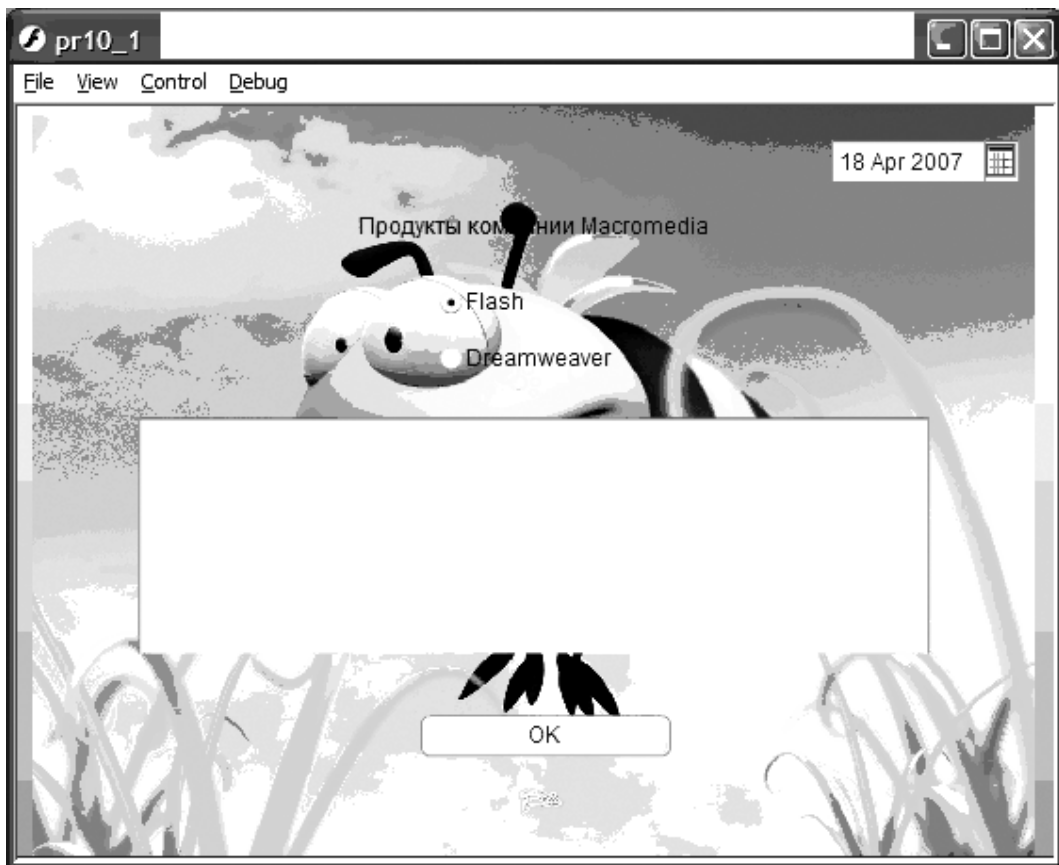 pr10_1
File View Control Debug
18 Apr 2007
Продукты компании Macromedia
Flash
Dreamweaver
OK